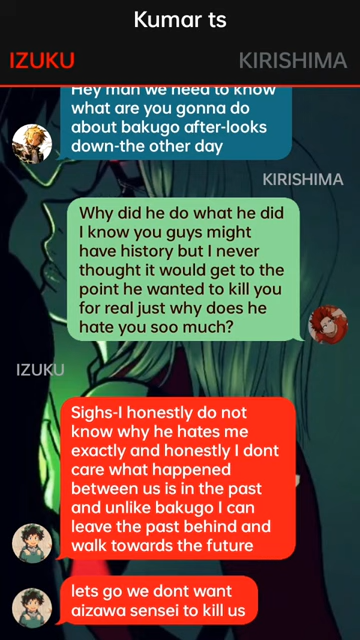 Kumar ts
IZUKU
KIRISHIMA
Hey man we need to know
what are you gonna do
about bakugo after-looks
down-the other day
KIRISHIMA
Why did he do what he did
I know you guys might
have history but I never
thought it would get to the
point he wanted to kill you
for real just why does he
hate you soo much?
IZUKU
Sighs-I honestly do not
know why he hates me
exactly and honestly I dont
care what happened
between us is in the past
and unlike bakugo I can
leave the past behind and
walk towards the future
lets go we dont want
aizawa sensei to kill us